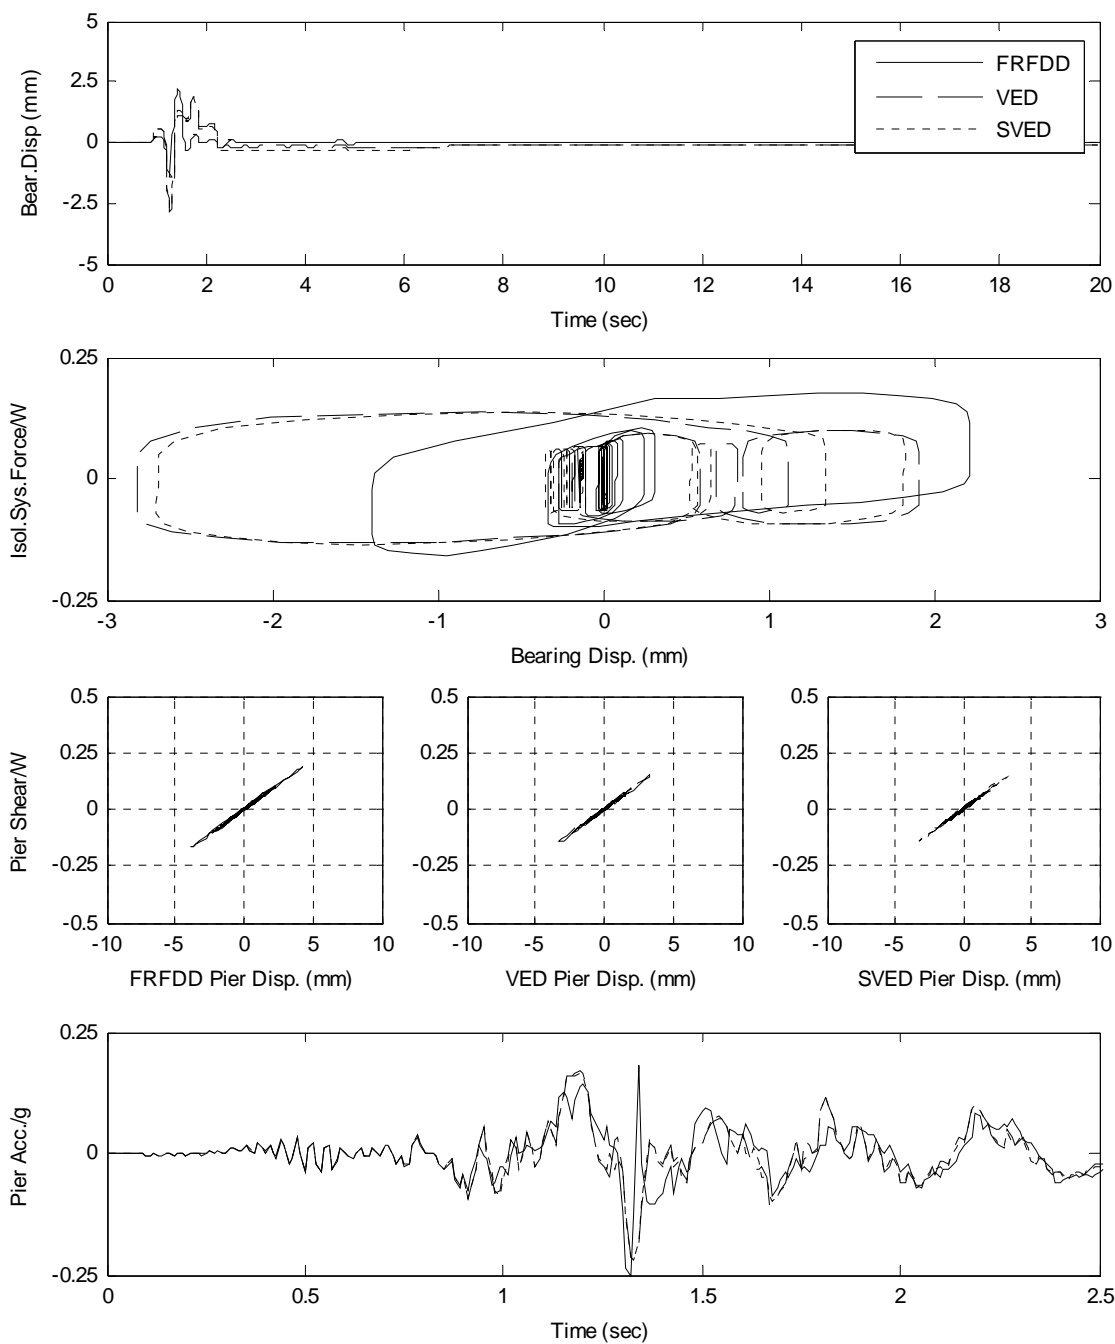 5
2.5
0
-2.5
-5
Bear.Disp (mm)
FRFDD
VED
SVED
0 2 4 6 8 10 12 14 16 18 20
Time (sec)
0.25
0
-0.25
Isol.Sys.Force/W
-3 -2 -1 0 1 2 3
Bearing Disp. (mm)
0.5 0.5 0.5
0.25 0.25 0.25
0 0 0
-0.25 -0.25 -0.25
-0.5 -0.5 -0.5
Pier Shear/W
-10 -5 0 5 10 -10 -5 0 5 10 -10 -5 0 5 10
FRFDD Pier Disp. (mm) VED Pier Disp. (mm) SVED Pier Disp. (mm)
0.25
0
-0.25
Pier Acc./g
0 0.5 1 1.5 2 2.5
Time (sec)